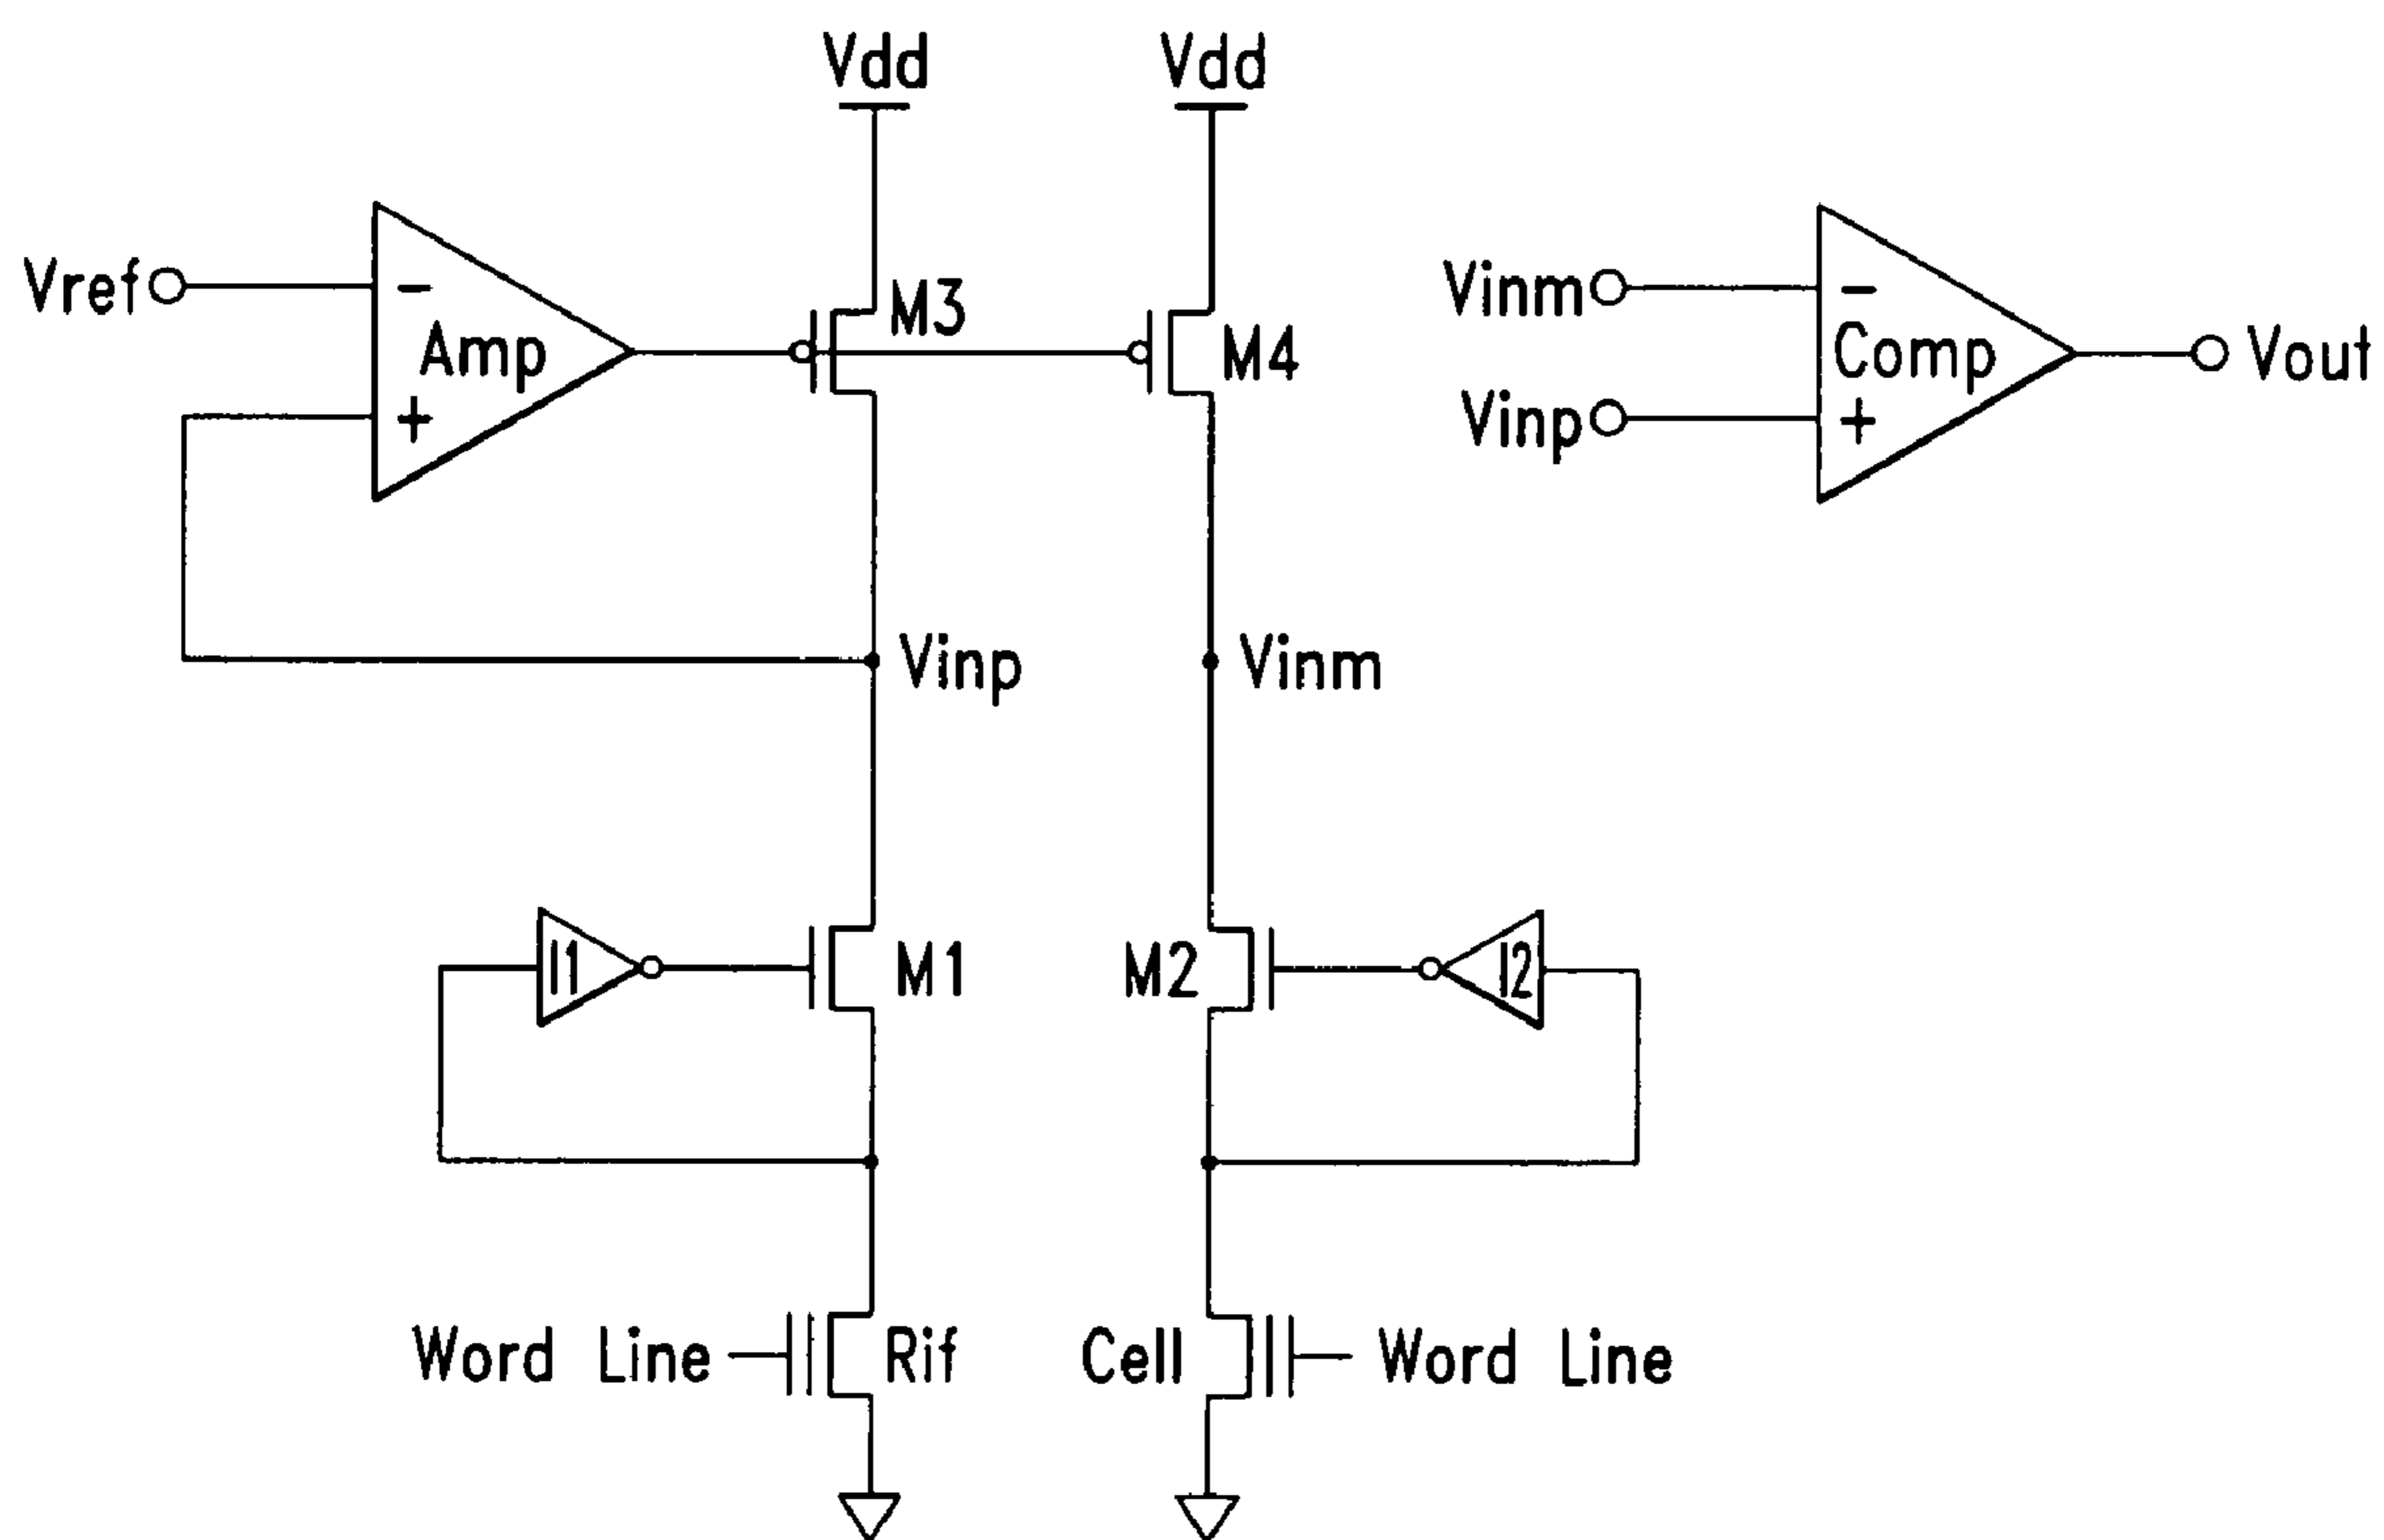 Vdd
Vdd
Vref
-
Amp
+
M3
M4
Vinm
-
Comp
Vinp
+
Vout
Vinp
Vinm
I1
M1
M2
I2
Word Line
Rif
Cell
Word Line